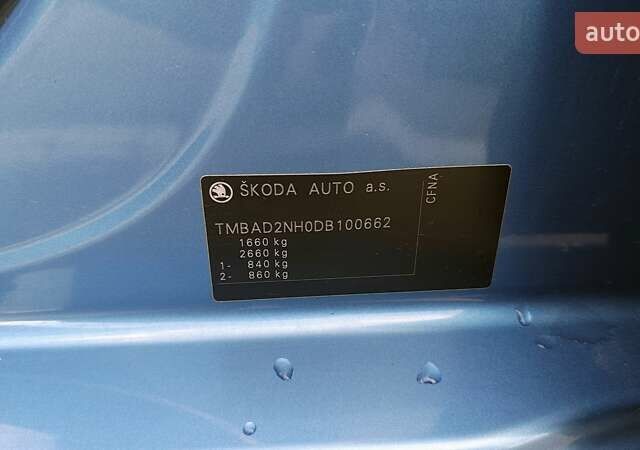 auto
ŠKODA AUTO a.s.
CFNA
TMBAD2NH0DB100662
1660 kg
2660 kg
1- 840 kg
2- 860 kg